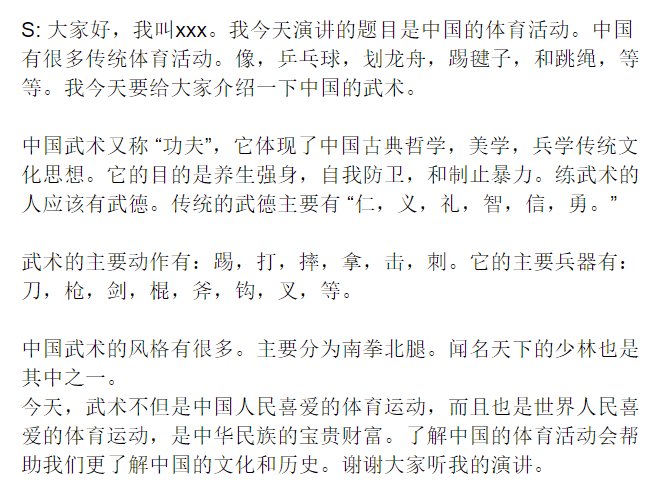 S: 大家好，我叫xxx。我今天演讲的题目是中国的体育活动。中国
有很多传统体育活动。像，乒乓球，划龙舟，踢毽子，和跳绳，等
等。我今天要给大家介绍一下中国的武术。
中国武术又称 “功夫”，它体现了中国古典哲学，美学，兵学传统文
化思想。它的目的是养生强身，自我防卫，和制止暴力。练武术的
人应该有武德。传统的武德主要有 “仁，义，礼，智，信，勇。”
武术的主要动作有：踢，打，摔，拿，击，刺。它的主要兵器有：
刀，枪，剑，棍，斧，钩，叉，等。
中国武术的风格有很多。主要分为南拳北腿。闻名天下的少林也是
其中之一。
今天，武术不但是中国人民喜爱的体育运动，而且也是世界人民喜
爱的体育运动，是中华民族的宝贵财富。了解中国的体育活动会帮
助我们更了解中国的文化和历史。谢谢大家听我的演讲。